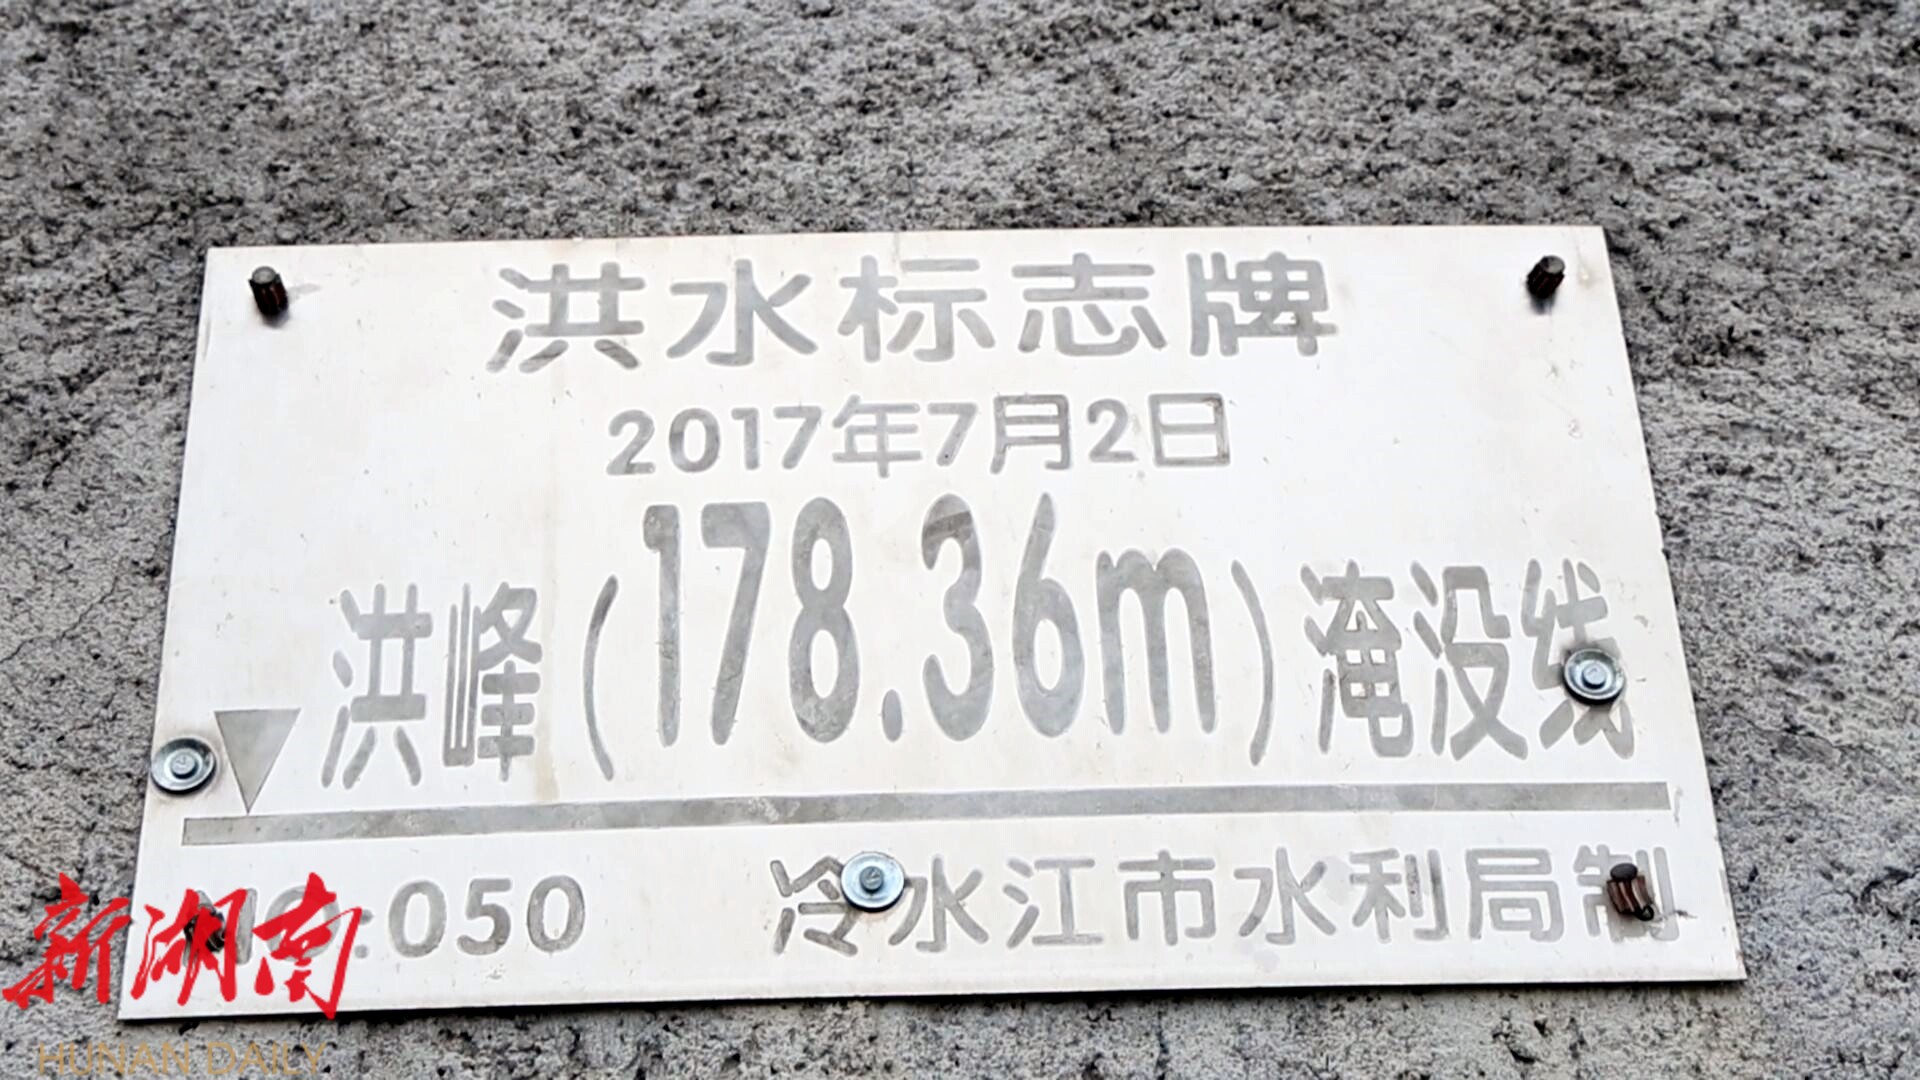 洪水标志牌
2017年7月2日
洪峰(178.36m)淹没线
NO:050
冷水江市水利局制
新湖南
HUNAN DAILY